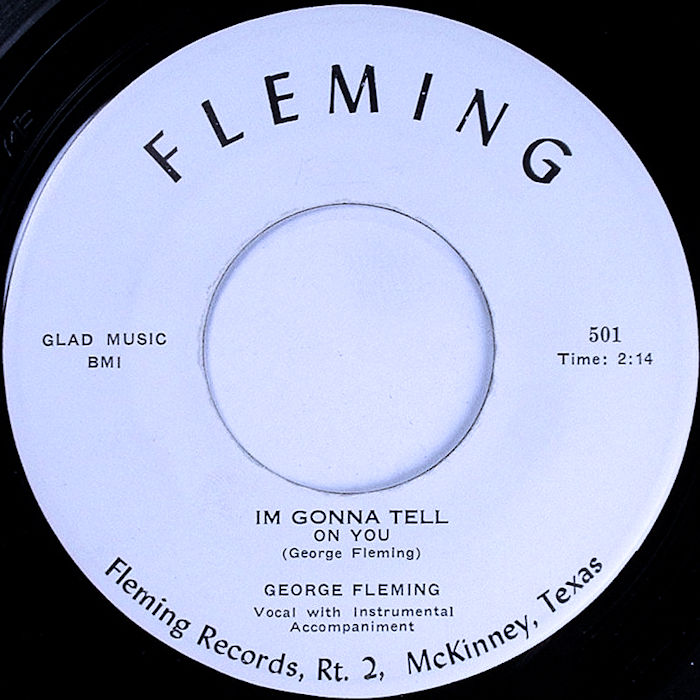 FLEMING
GLAD MUSIC
BMI
501
Time: 2:14
IM GONNA TELL
ON YOU
(George Fleming)
GEORGE FLEMING
Vocal with Instrumental
Accompaniment
Fleming Records, Rt. 2, McKinney, Texas